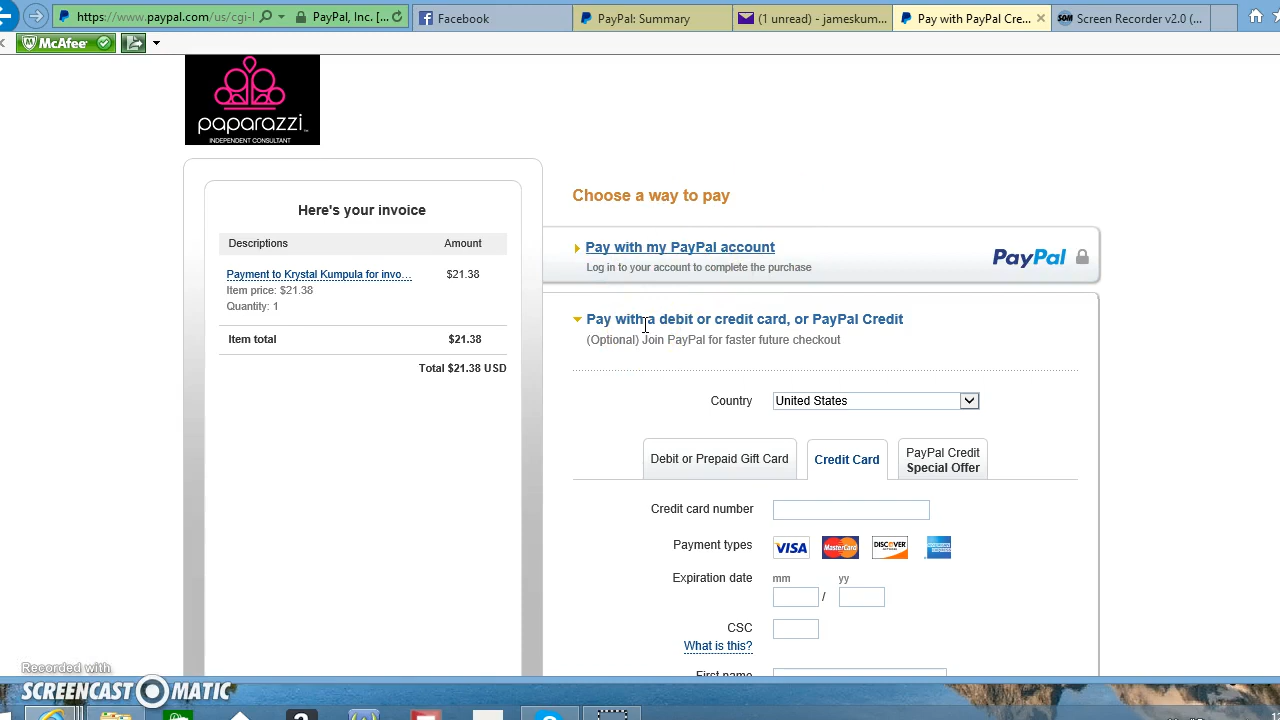 https://www.paypal.com/us/cgi-l
PayPal, Inc. [...
Facebook
PayPal: Summary
(1 unread) - jameskum...
Pay with PayPal Cre...
Screen Recorder v2.0 (...
McAfee
paparazzi
INDEPENDENT CONSULTANT
Here's your invoice
Descriptions Amount
Payment to Krystal Kumpula for invo... $21.38
Item price: $21.38
Quantity: 1
Item total $21.38
Total $21.38 USD
Choose a way to pay
Pay with my PayPal account
Log in to your account to complete the purchase
PayPal
Pay with a debit or credit card, or PayPal Credit
(Optional) Join PayPal for faster future checkout
Country United States
Debit or Prepaid Gift Card
Credit Card
PayPal Credit
Special Offer
Credit card number
Payment types VISA MasterCard DISCOVER
Expiration date mm yy
/
CSC
What is this?
First name
Recorded with
SCREENCAST MATIC